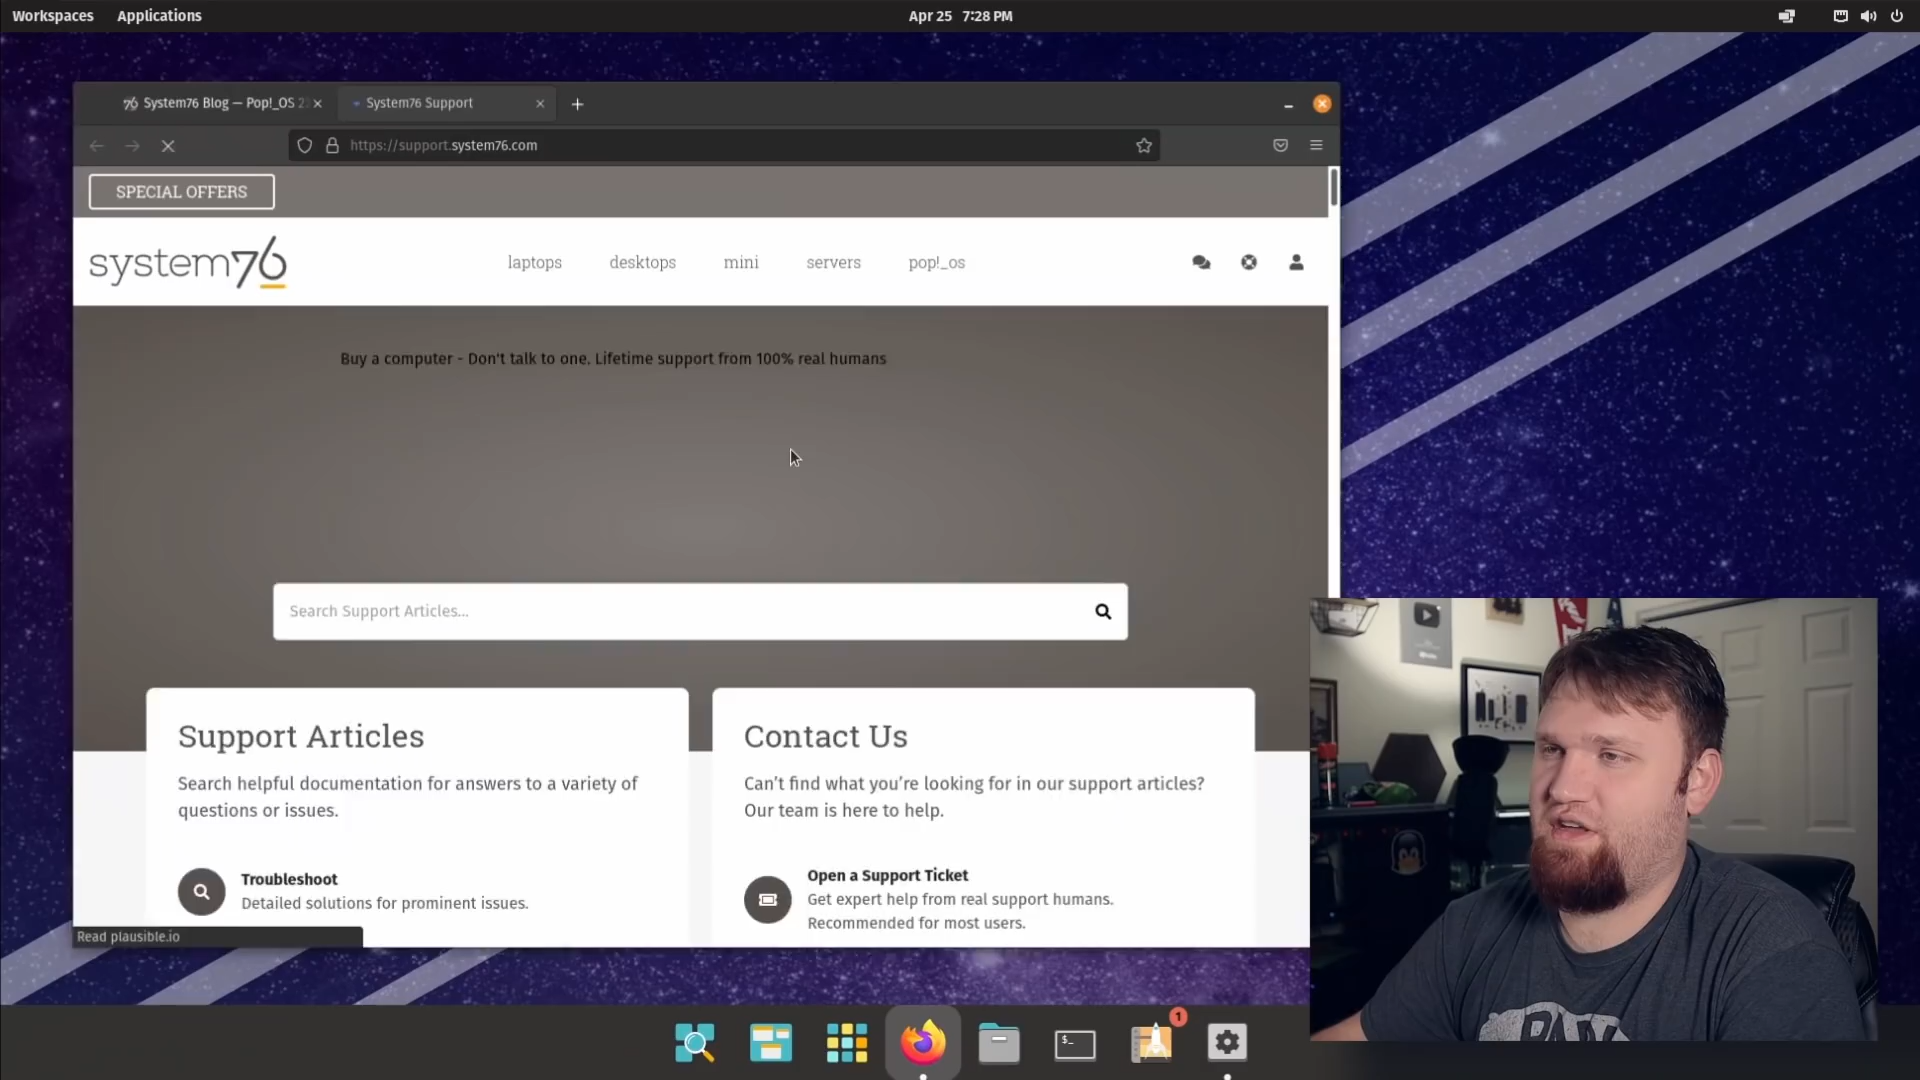 Workspaces Applications Apr 25 7:28 PM
System76 Blog — Pop!_OS 2 System76 Support
https://support.system76.com
SPECIAL OFFERS
system76 laptops desktops mini servers pop!_os
Buy a computer - Don't talk to one. Lifetime support from 100% real humans
Search Support Articles...
Support Articles
Search helpful documentation for answers to a variety of
questions or issues.
Troubleshoot
Detailed solutions for prominent issues.
Contact Us
Can’t find what you’re looking for in our support articles?
Our team is here to help.
Open a Support Ticket
Get expert help from real support humans.
Recommended for most users.
Read plausible.io
$_
1